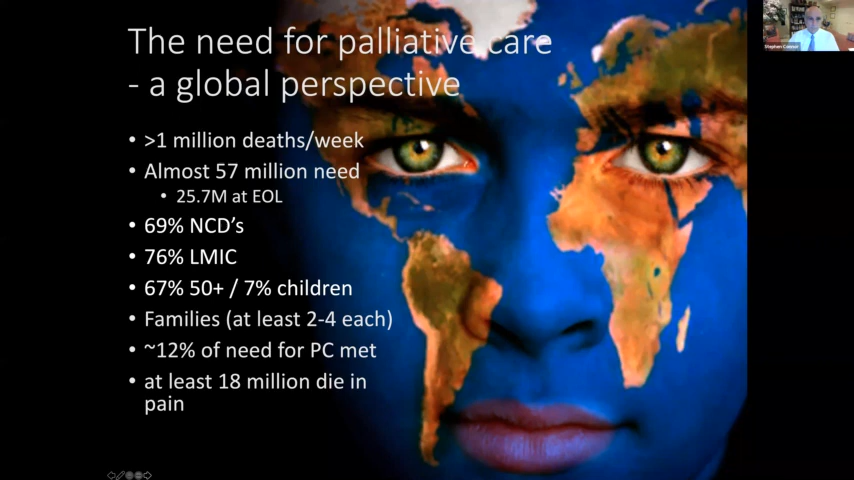 The need for palliative care
- a global perspective
• >1 million deaths/week
• Almost 57 million need
• 25.7M at EOL
• 69% NCD's
• 76% LMIC
• 67% 50+ / 7% children
• Families (at least 2-4 each)
• ~12% of need for PC met
• at least 18 million die in
pain
Stephen Connor